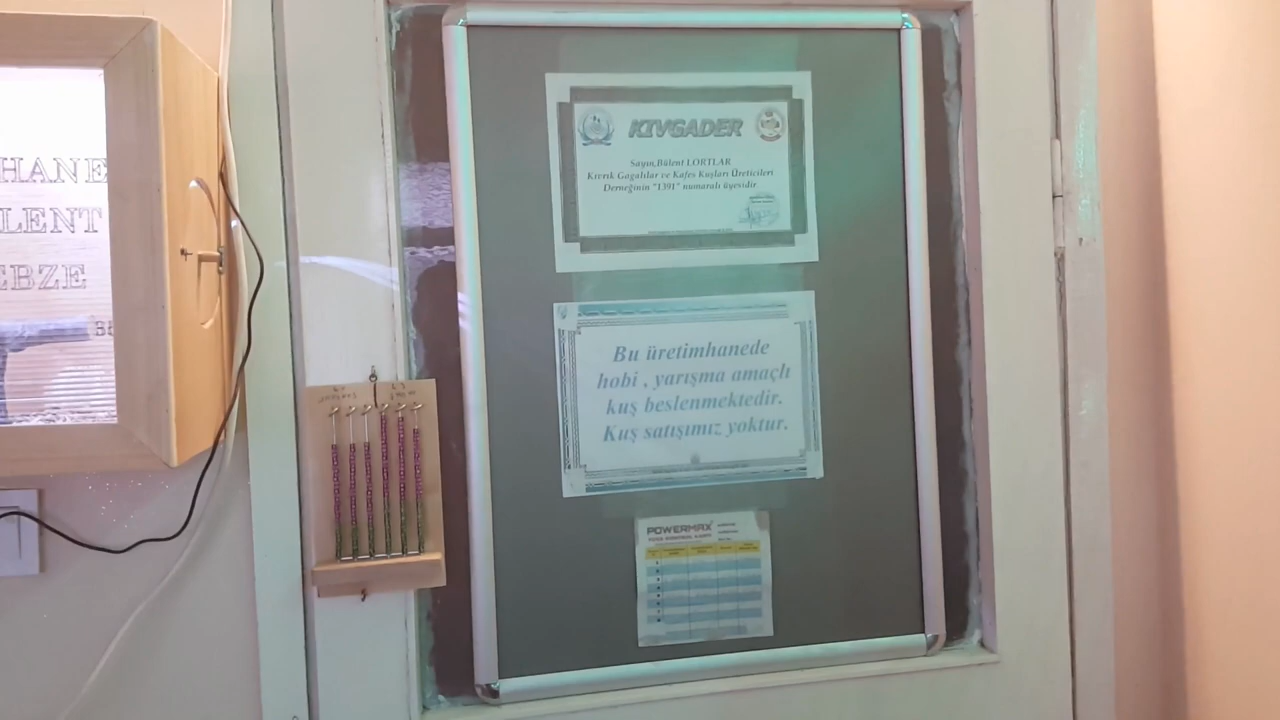 HANE
LENT
EBZE
KIVGADER
Sayın,Bülent LORTLAR
Kıvrık Gagalılar ve Kafes Kuşları Üreticileri
Derneğinin "1391" numaralı üyesidir
Bu üretimhanede
hobi , yarışma amaçlı
kuş beslenmektedir.
Kuş satışımız yoktur.
POWERMAX